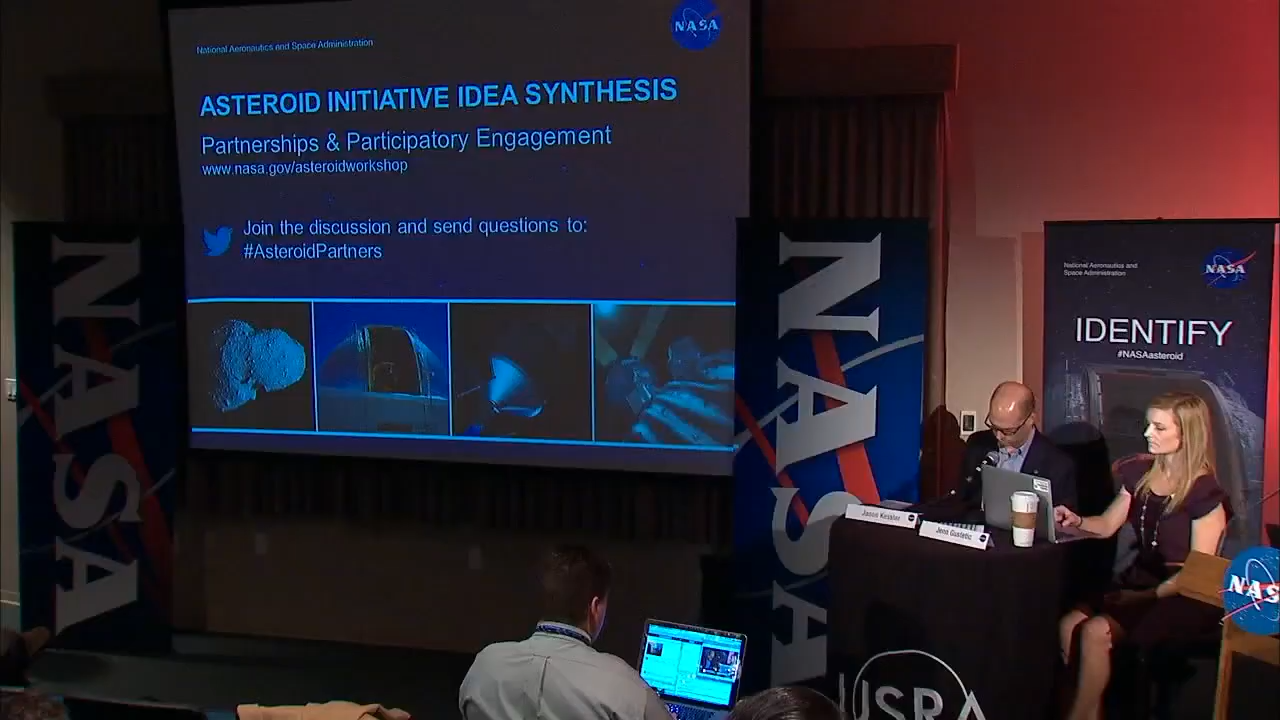 National Aeronautics and Space Administration
NASA
ASTEROID INITIATIVE IDEA SYNTHESIS
Partnerships & Participatory Engagement
www.nasa.gov/asteroidworkshop
Join the discussion and send questions to:
#AsteroidPartners
NASA
NASA
National Aeronautics and
Space Administration
NASA
IDENTIFY
#NASAasteroid
Jason Kessler
Jenn Gustetic
NAS
USRA